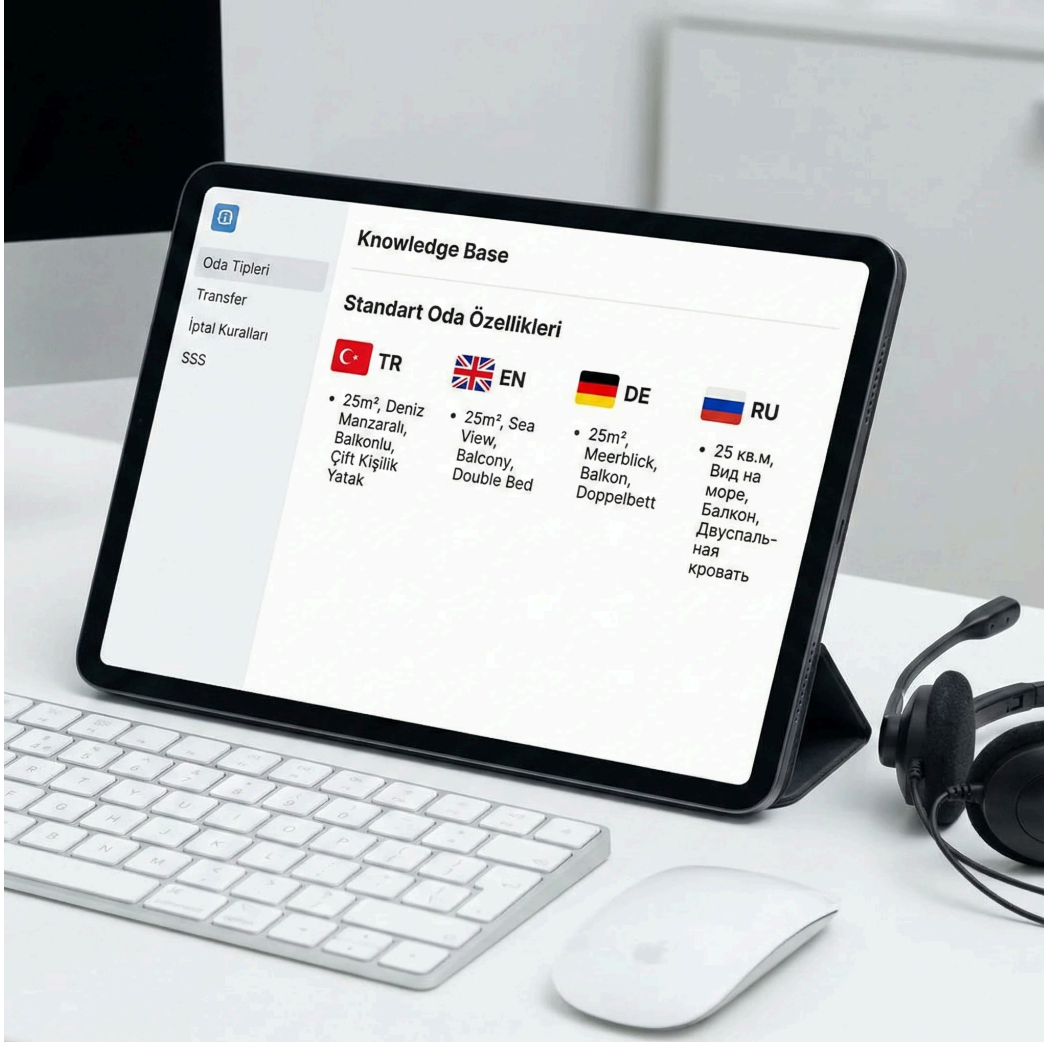 Knowledge Base
Oda Tipleri
Transfer
İptal Kuralları
SSS
Standart Oda Özellikleri
TR
• 25m², Deniz
Manzaralı,
Balkonlu,
Çift Kişilik
Yatak
EN
• 25m², Sea
View,
Balcony,
Double Bed
DE
• 25m²,
Meerblick,
Balkon,
Doppelbett
RU
• 25 кв.м,
Вид на
море,
Балкон,
Двуспаль-
ная
кровать